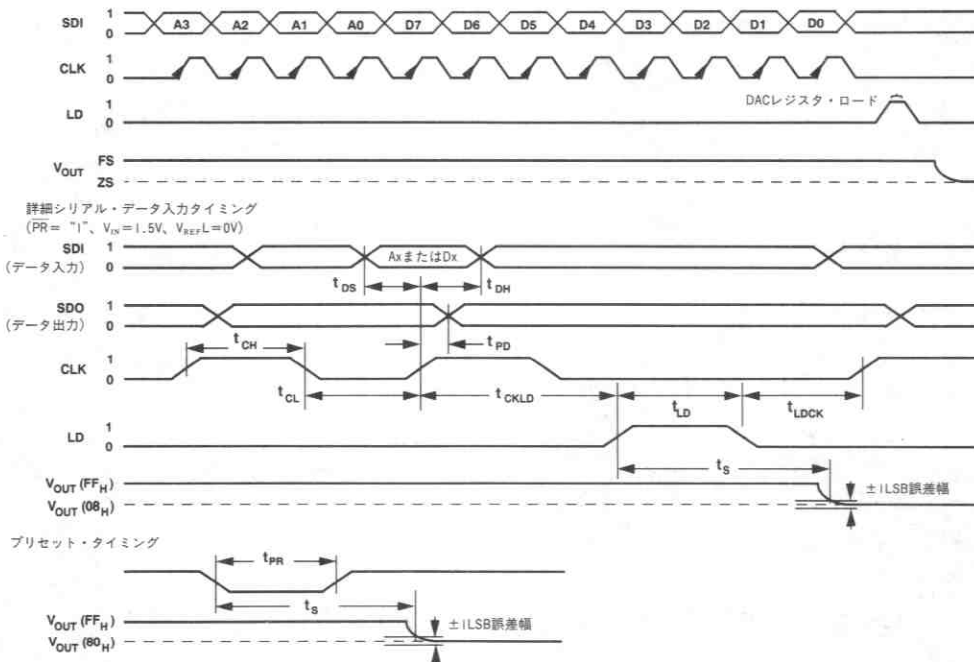 SDI 1 0 A3 A2 A1 A0 D7 D6 D5 D4 D3 D2 D1 D0
CLK 1 0
LD 1 0 DACレジスタ・ロード
VOUT FS ZS
詳細シリアル・データ入力タイミング
(PR= "1"、VIN=1.5V、VREFL=0V)
SDI 1
(データ入力) 0 AxまたはDx
tDS tDH
SDO 1
(データ出力) 0
tCH tPD
CLK 1 0
tCL tCKLD tLD tLDCK
LD 1 0
tS
VOUT (FFH)
±1LSB誤差幅
VOUT (08H)
プリセット・タイミング
tPR
tS
VOUT (FFH)
±1LSB誤差幅
VOUT (80H)